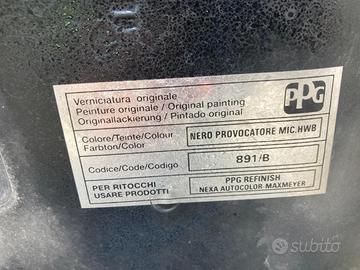 Verniciatura originale
Peinture originale / Original painting
Originallackierung / Pintado original
PPG
Colore/Teinte/Colour
Farbton/Color
NERO PROVOCATORE MIC.HWB
Codice/Code/Codigo
891/B
PER RITOCCHI
USARE PRODOTTI
PPG REFINISH
NEXA AUTOCOLOR-MAXMEYER
subito